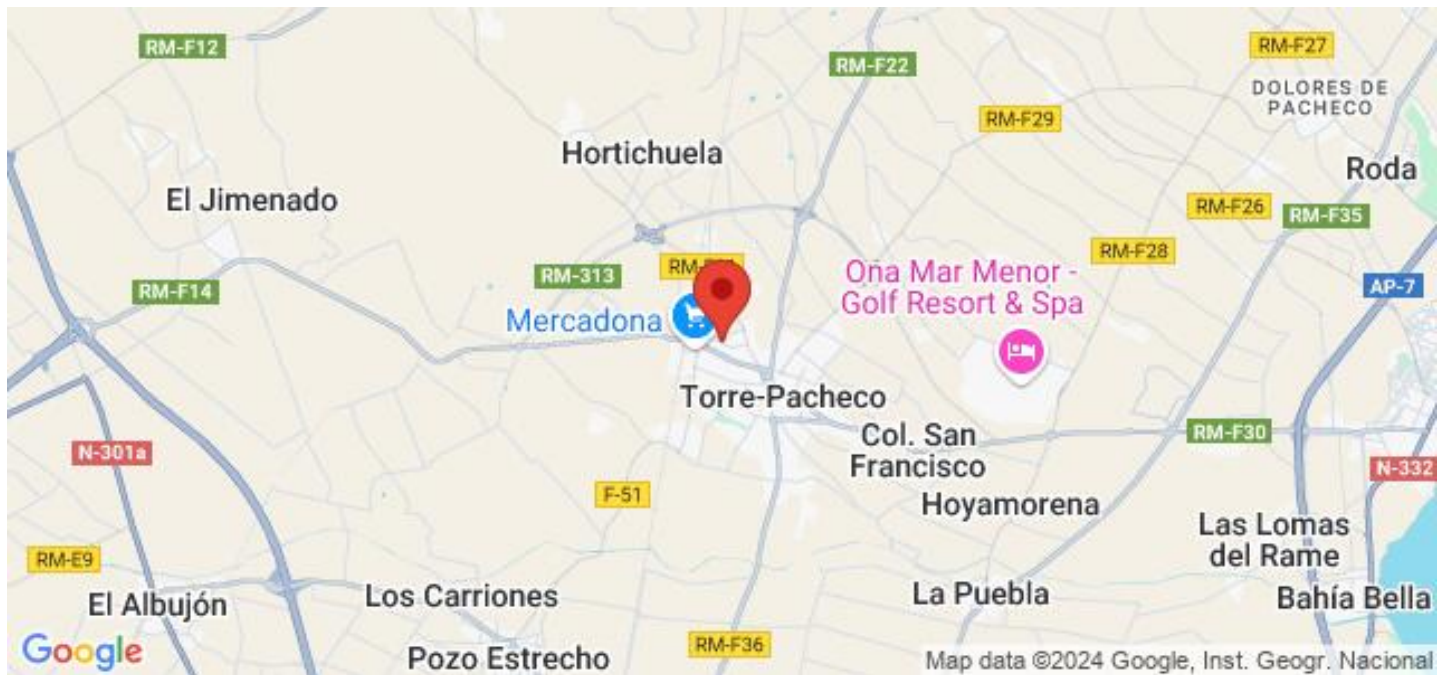 RM-F12
RM-F27
RM-F22
DOLORES DE
PACHECO
RM-F29
Hortichuela
Roda
El Jimenado
RM-F26
RM-F35
RM-F28
RM-313
Ona Mar Menor -
Golf Resort & Spa
AP-7
RM-F14
Mercadona
Torre-Pacheco
RM-F30
Col. San
Francisco
N-301a
N-332
F-51
Hoyamorena
Las Lomas
del Rame
RM-E9
La Puebla
Los Carriones
Bahía Bella
El Albujón
RM-F36
Google
Pozo Estrecho
Map data ©2024 Google, Inst. Geogr. Nacional